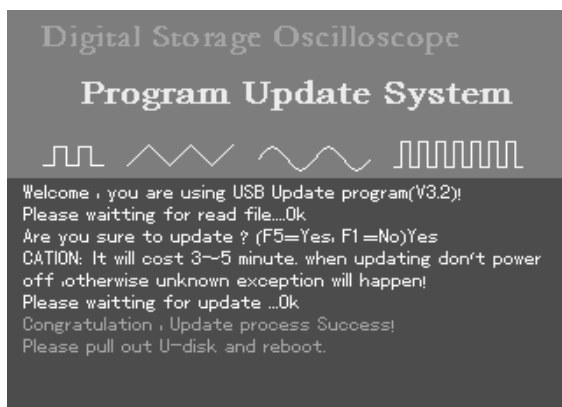 Digital Storage Oscilloscope
Program Update System
Welcome , you are using USB Update program(V3.2)!
Please waitting for read file....Ok
Are you sure to update ? (F5=Yes, F1=No)Yes
CATION: It will cost 3~5 minute. when updating don't power
off ,otherwise unknown exception will happen!
Please waitting for update ...Ok
Congratulation , Update process Success!
Please pull out U-disk and reboot.